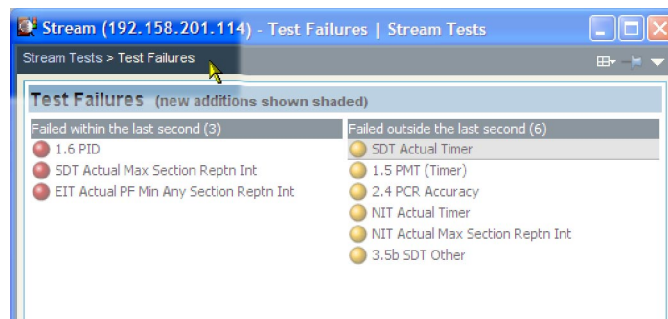 Stream (192.158.201.114) - Test Failures | Stream Tests
Stream Tests > Test Failures
Test Failures (new additions shown shaded)
Failed within the last second (3)
1.6 PID
SDT Actual Max Section Reptn Int
EIT Actual PF Min Any Section Reptn Int
Failed outside the last second (6)
SDT Actual Timer
1.5 PMT (Timer)
2.4 PCR Accuracy
NIT Actual Timer
NIT Actual Max Section Reptn Int
3.5b SDT Other